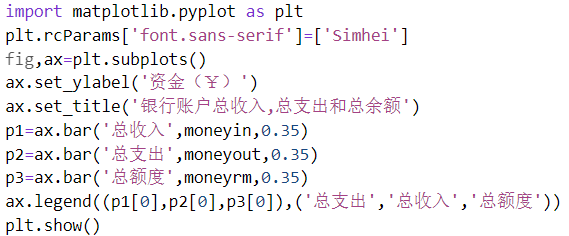 import matplotlib.pyplot as plt
plt.rcParams['font.sans-serif']=['Simhei']
fig,ax=plt.subplots()
ax.set_ylabel('资金（￥）')
ax.set_title('银行账户总收入,总支出和总余额')
p1=ax.bar('总收入',moneyin,0.35)
p2=ax.bar('总支出',moneyout,0.35)
p3=ax.bar('总额度',moneyrm,0.35)
ax.legend((p1[0],p2[0],p3[0]),('总支出','总收入','总额度'))
plt.show()